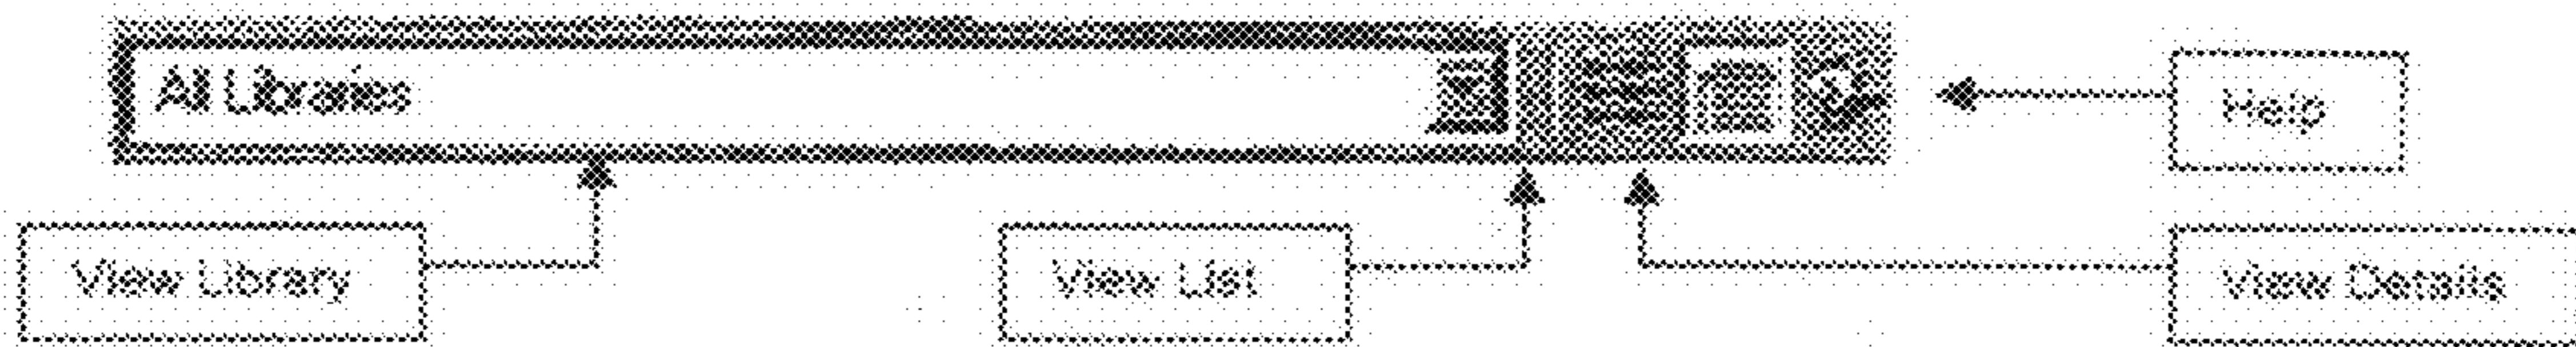 All Libraries
Help
View Library
View List
View Details